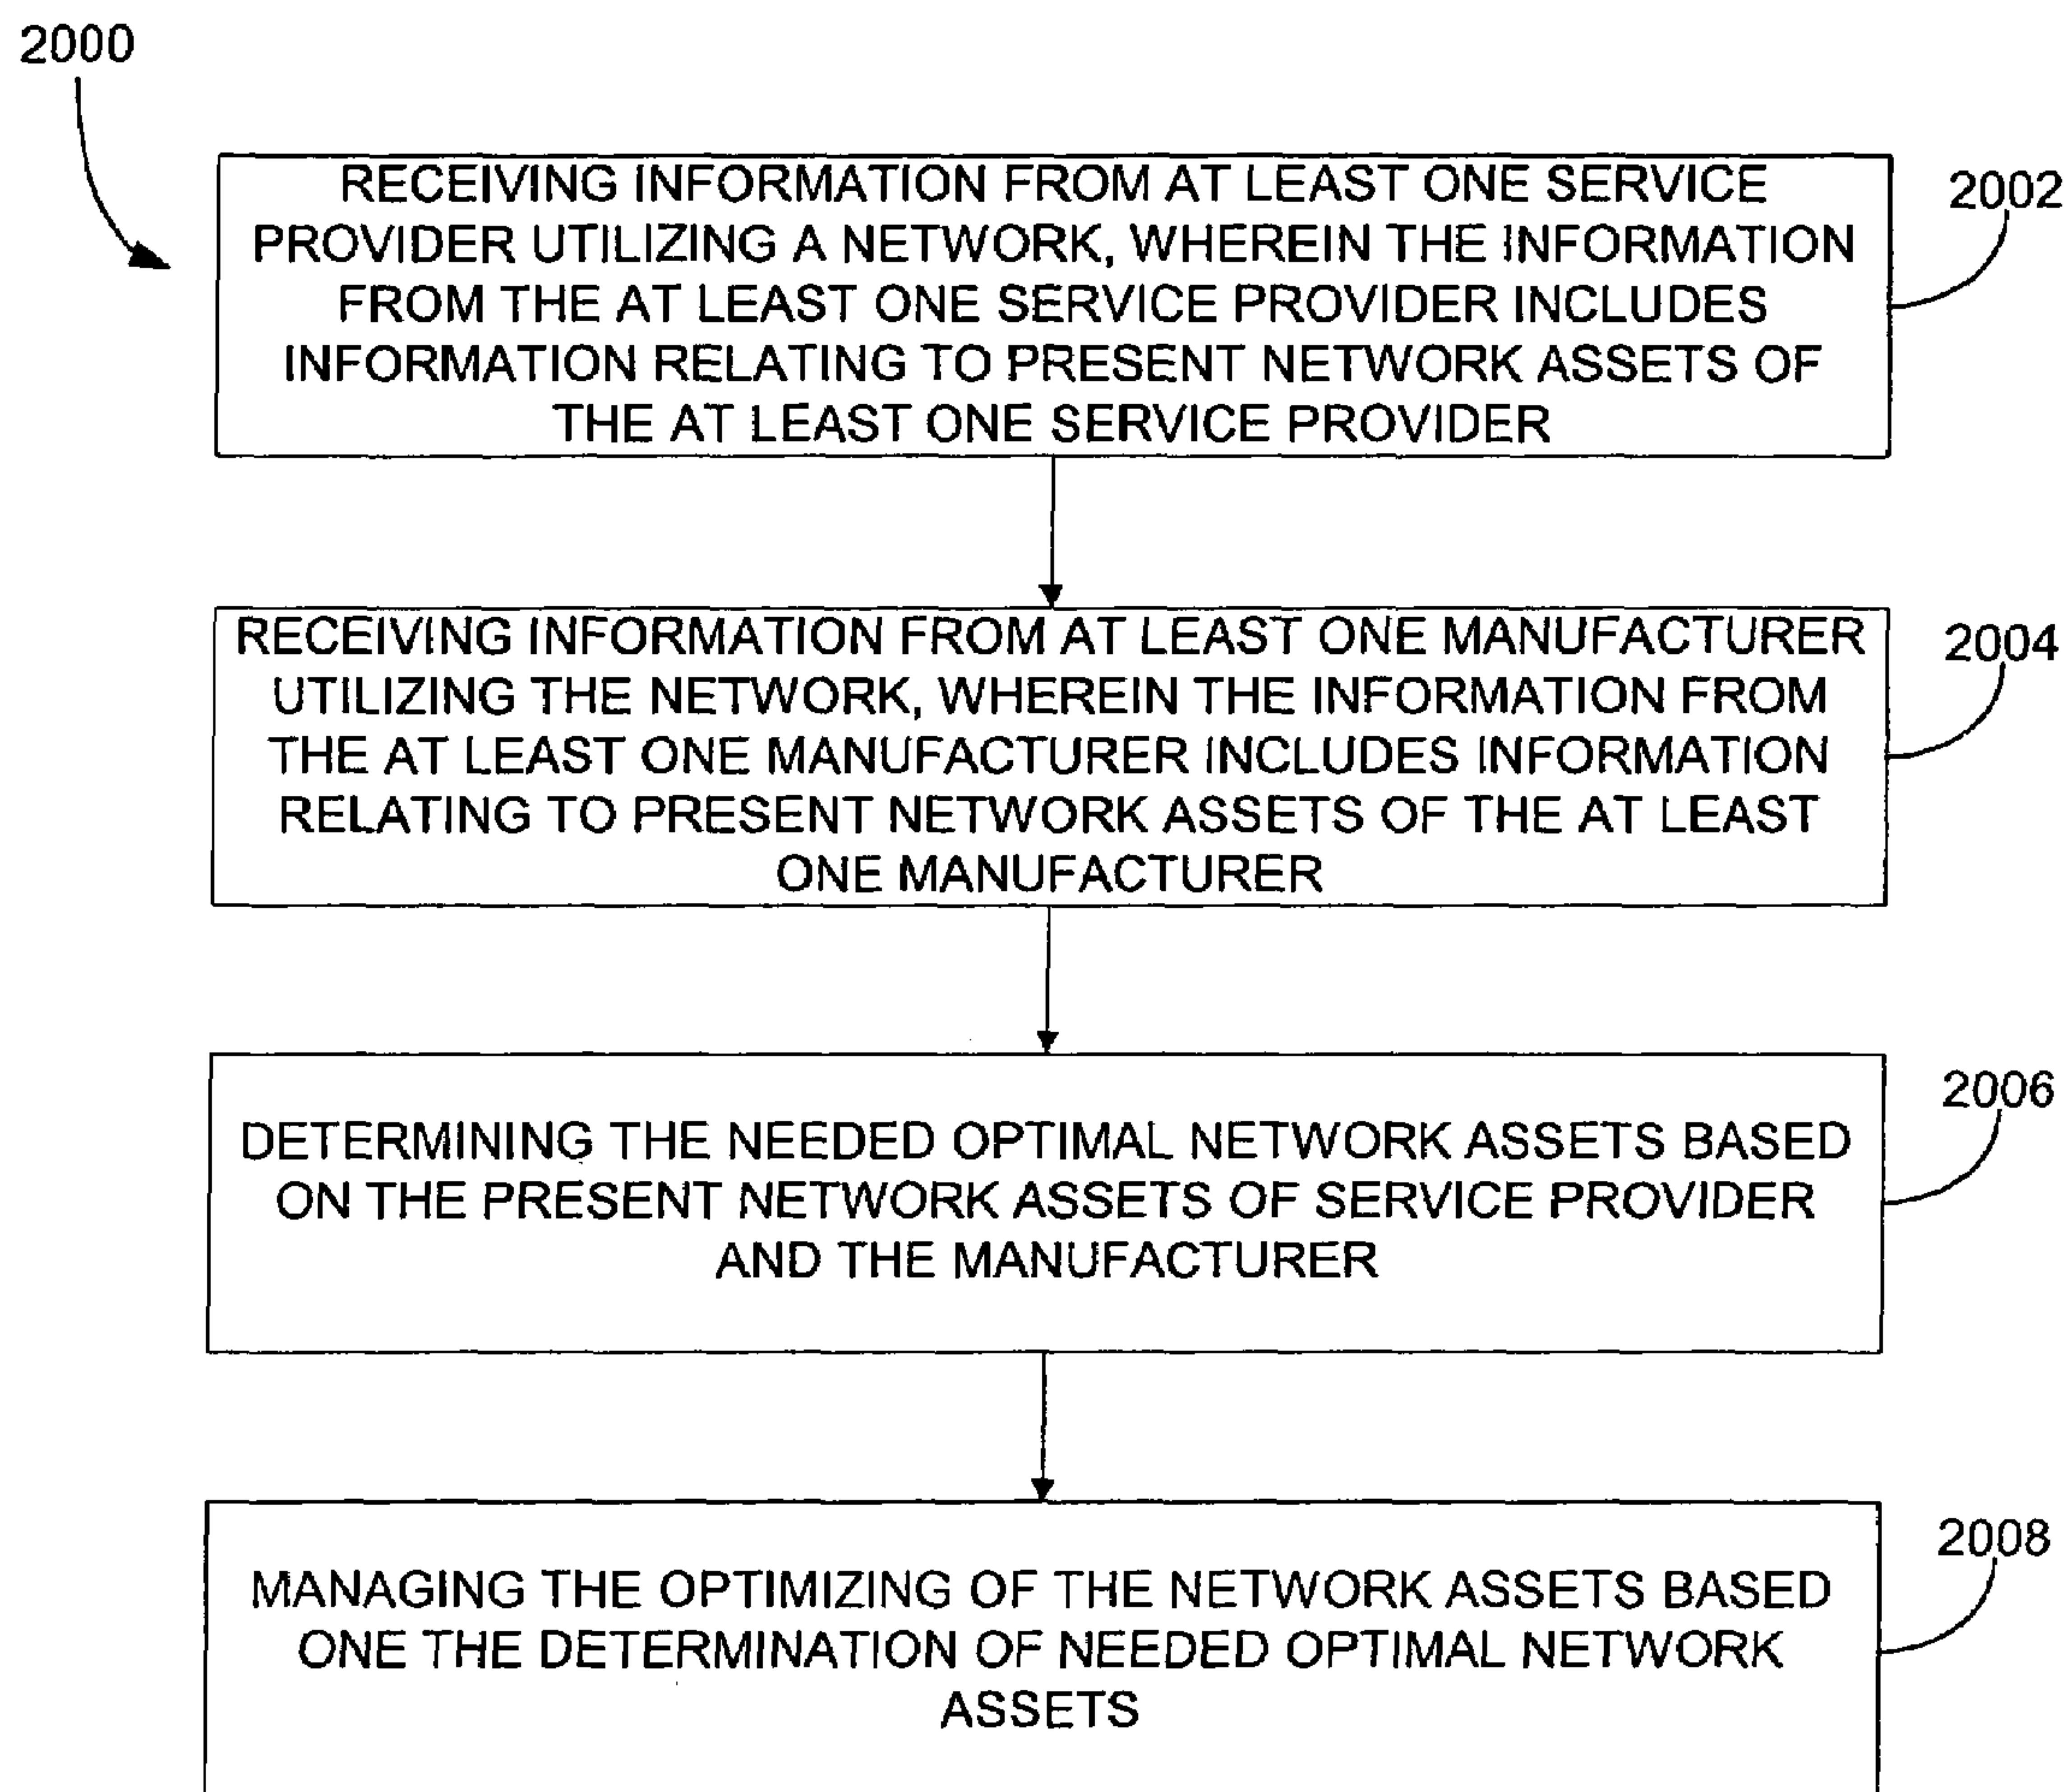 2000
RECEIVING INFORMATION FROM AT LEAST ONE SERVICE
PROVIDER UTILIZING A NETWORK, WHEREIN THE INFORMATION
FROM THE AT LEAST ONE SERVICE PROVIDER INCLUDES
INFORMATION RELATING TO PRESENT NETWORK ASSETS OF
THE AT LEAST ONE SERVICE PROVIDER
2002
RECEIVING INFORMATION FROM AT LEAST ONE MANUFACTURER
UTILIZING THE NETWORK, WHEREIN THE INFORMATION FROM
THE AT LEAST ONE MANUFACTURER INCLUDES INFORMATION
RELATING TO PRESENT NETWORK ASSETS OF THE AT LEAST
ONE MANUFACTURER
2004
DETERMINING THE NEEDED OPTIMAL NETWORK ASSETS BASED
ON THE PRESENT NETWORK ASSETS OF SERVICE PROVIDER
AND THE MANUFACTURER
2006
MANAGING THE OPTIMIZING OF THE NETWORK ASSETS BASED
ONE THE DETERMINATION OF NEEDED OPTIMAL NETWORK
ASSETS
2008